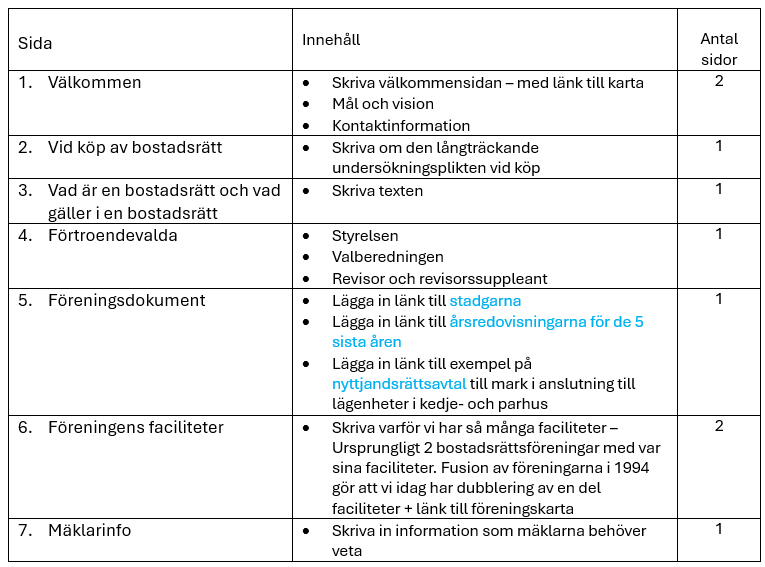 Sida
Innehåll
Antal
sidor
1. Välkommen
• Skriva välkommensidan – med länk till karta
• Mål och vision
• Kontaktinformation
2
2. Vid köp av bostadsrätt
• Skriva om den långträckande
undersökningsplikten vid köp
1
3. Vad är en bostadsrätt och vad
gäller i en bostadsrätt
• Skriva texten
1
4. Förtroendevalda
• Styrelsen
• Valberedningen
• Revisor och revisorssuppleant
1
5. Föreningsdokument
• Lägga in länk till stadgarna
• Lägga in länk till årsredovisningarna för de 5
sista åren
• Lägga in länk till exempel på
nyttjandsrättsavtal till mark i anslutning till
lägenheter i kedje- och parhus
1
6. Föreningens faciliteter
• Skriva varför vi har så många faciliteter –
Ursprungligt 2 bostadsrättsföreningar med var
sina faciliteter. Fusion av föreningarna i 1994
gör att vi idag har dubblering av en del
faciliteter + länk till föreningskarta
2
7. Mäklarinfo
• Skriva in information som mäklarna behöver
veta
1